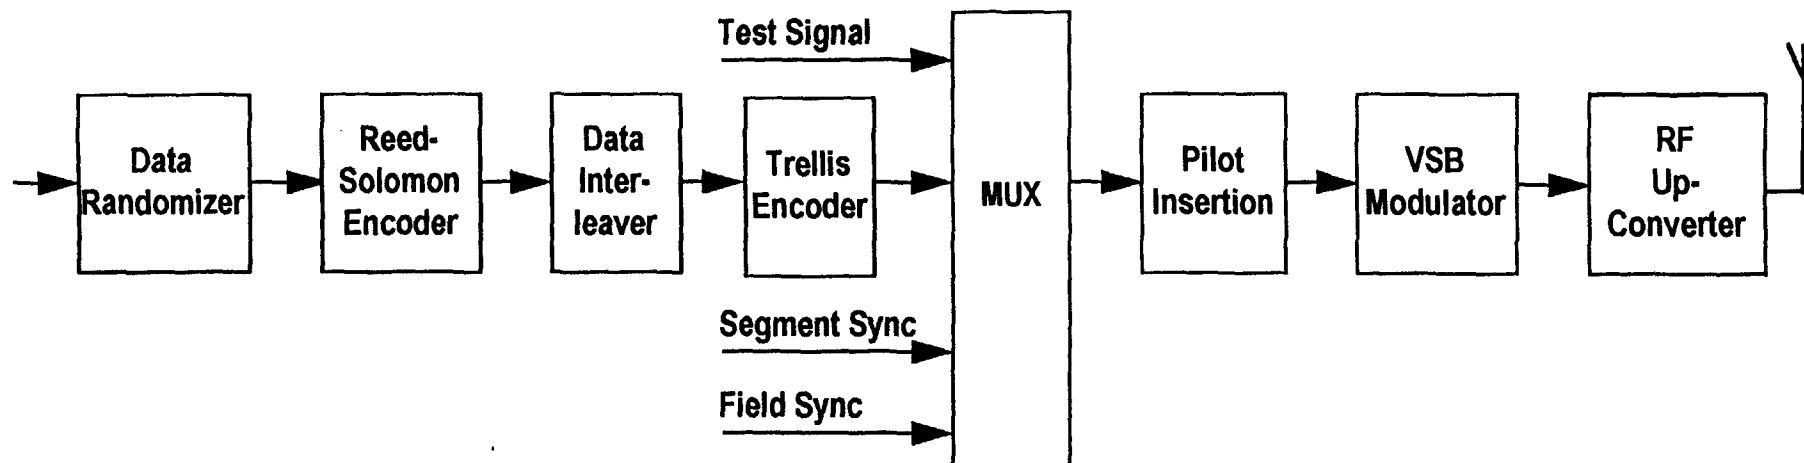 Test Signal
Data
Randomizer
Reed-
Solomon
Encoder
Data
Inter-
leaver
Trellis
Encoder
MUX
Pilot
Insertion
VSB
Modulator
RF
Up-
Converter
Segment Sync
Field Sync